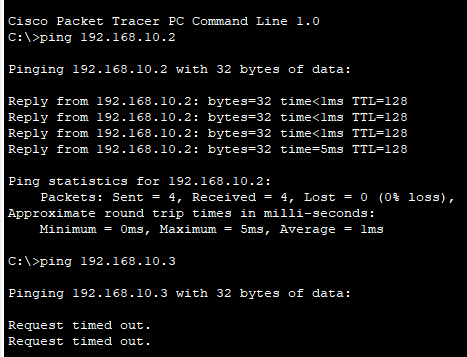 Cisco Packet Tracer PC Command Line 1.0
C:\>ping 192.168.10.2
Pinging 192.168.10.2 with 32 bytes of data:
Reply from 192.168.10.2: bytes=32 time<1ms TTL=128
Reply from 192.168.10.2: bytes=32 time<1ms TTL=128
Reply from 192.168.10.2: bytes=32 time<1ms TTL=128
Reply from 192.168.10.2: bytes=32 time=5ms TTL=128
Ping statistics for 192.168.10.2:
Packets: Sent = 4, Received = 4, Lost = 0 (0% loss),
Approximate round trip times in milli-seconds:
Minimum = 0ms, Maximum = 5ms, Average = 1ms
C:\>ping 192.168.10.3
Pinging 192.168.10.3 with 32 bytes of data:
Request timed out.
Request timed out.